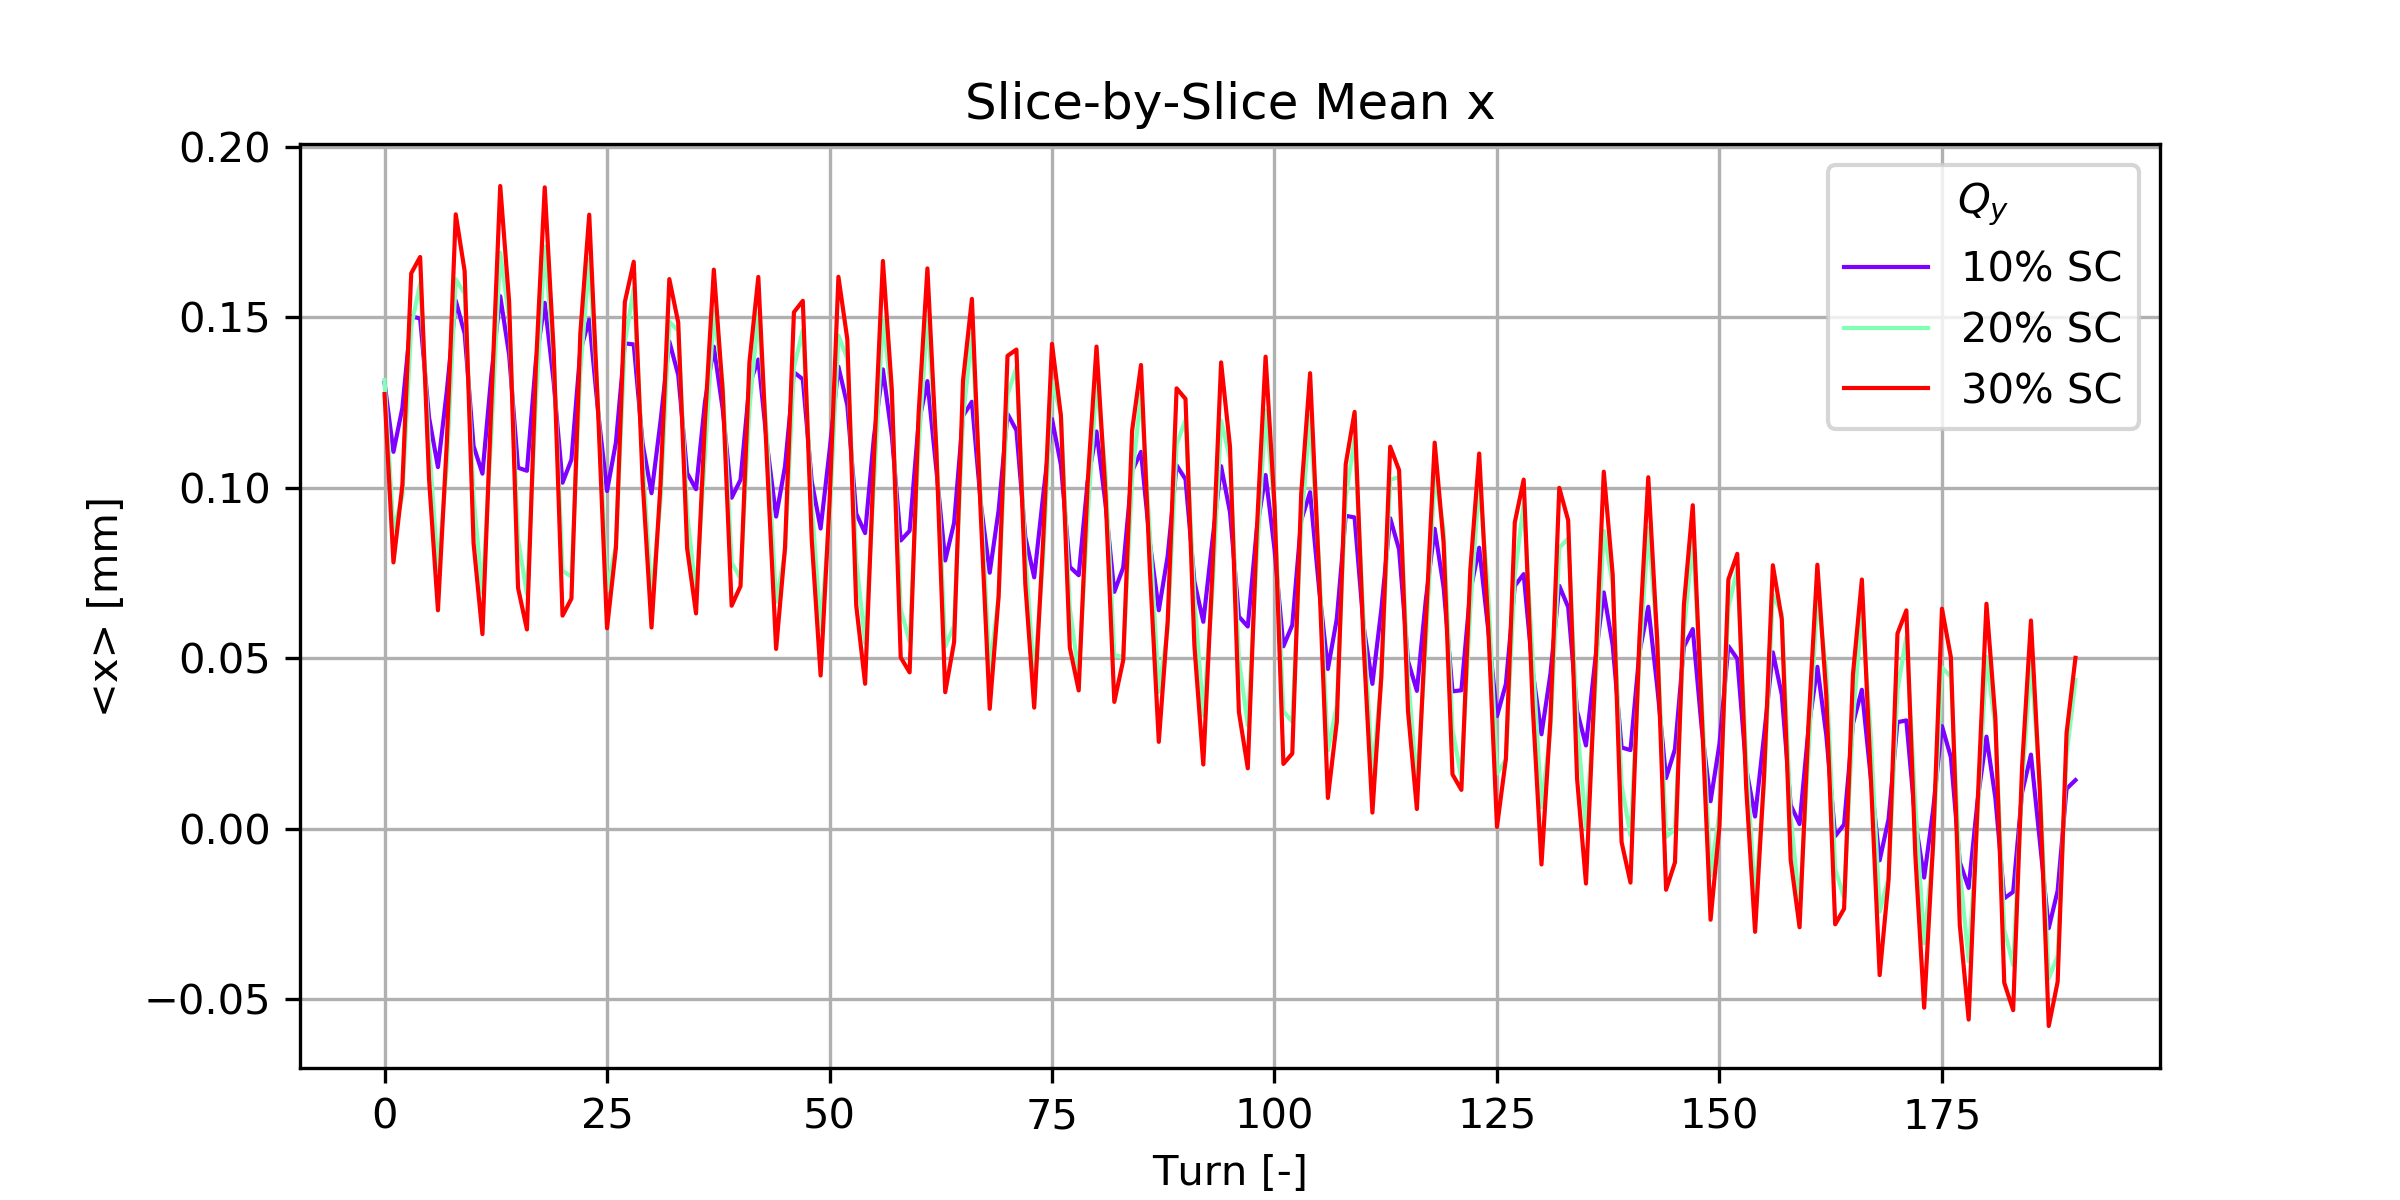 Slice-by-Slice Mean x
0.20
0.15
0.10
0.05
0.00
−0.05
<x> [mm]
Q_y
10% SC
20% SC
30% SC
0 25 50 75 100 125 150 175
Turn [-]